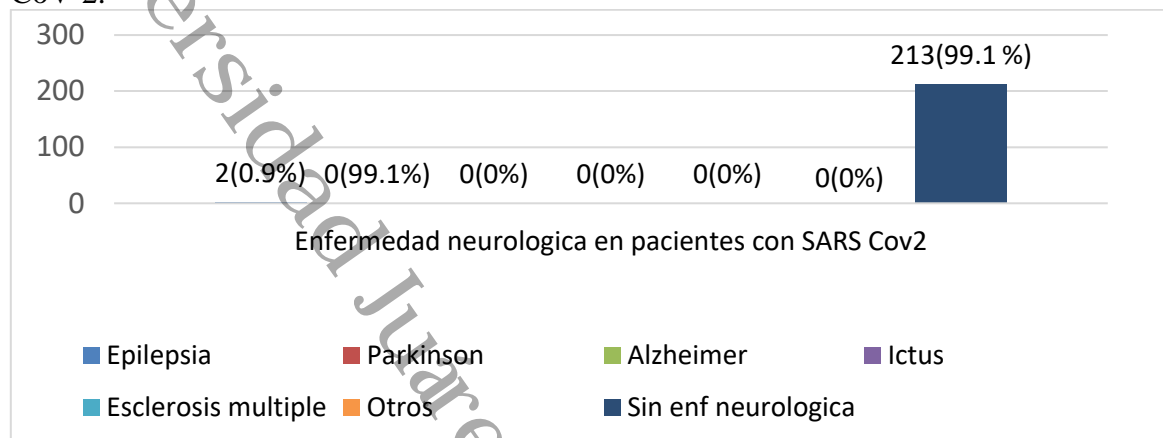 CoV-2.
300
213(99.1 %)
200
100
2(0.9%) 0(99.1%) 0(0%) 0(0%) 0(0%) 0(0%)
0
Enfermedad neurologica en pacientes con SARS Cov2
Epilepsia Parkinson Alzheimer Ictus
Esclerosis multiple Otros Sin enf neurologica
ersidad Juáre